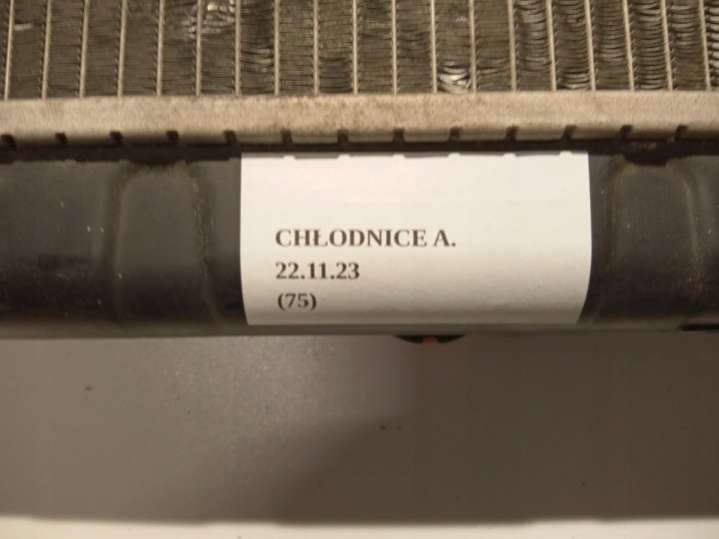 CHŁODNICE A.
22.11.23
(75)